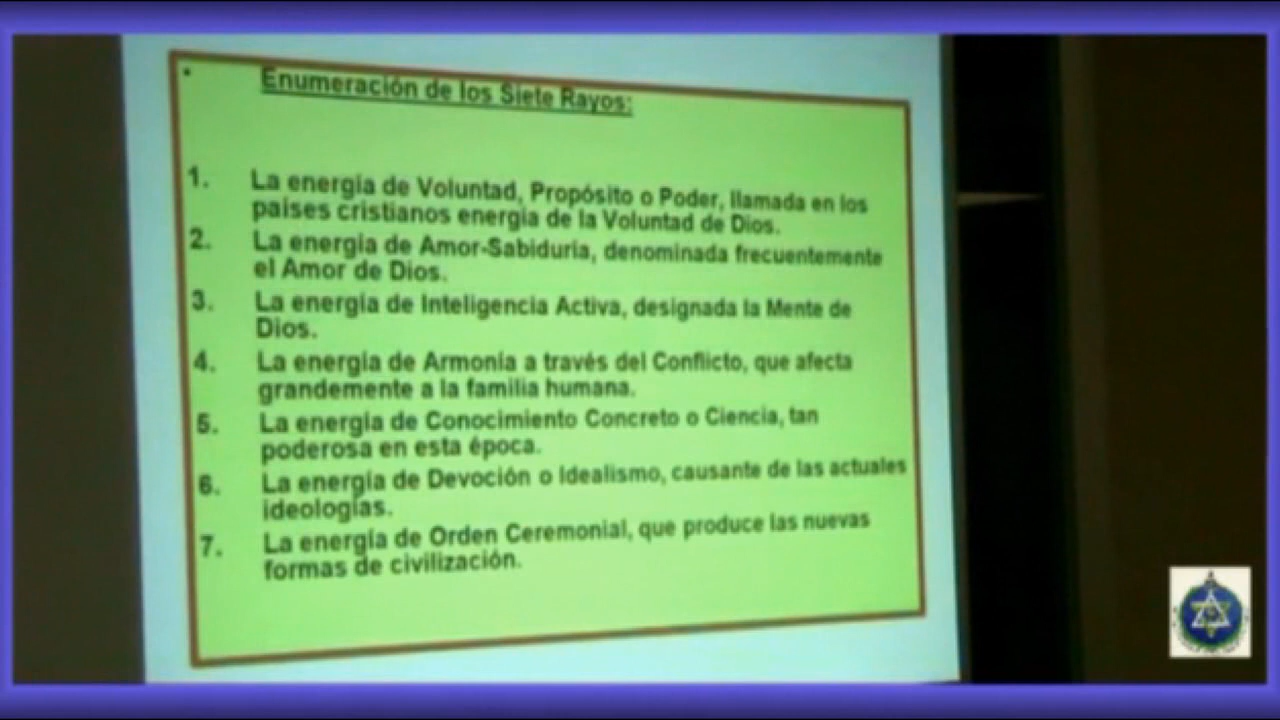 • Enumeración de los Siete Rayos:
1. La energía de Voluntad, Propósito o Poder, llamada en los
países cristianos energía de la Voluntad de Dios.
2. La energía de Amor-Sabiduría, denominada frecuentemente
el Amor de Dios.
3. La energía de Inteligencia Activa, designada la Mente de
Dios.
4. La energía de Armonía a través del Conflicto, que afecta
grandemente a la familia humana.
5. La energía de Conocimiento Concreto o Ciencia, tan
poderosa en esta época.
6. La energía de Devoción o Idealismo, causante de las actuales
ideologías.
7. La energía de Orden Ceremonial, que produce las nuevas
formas de civilización.